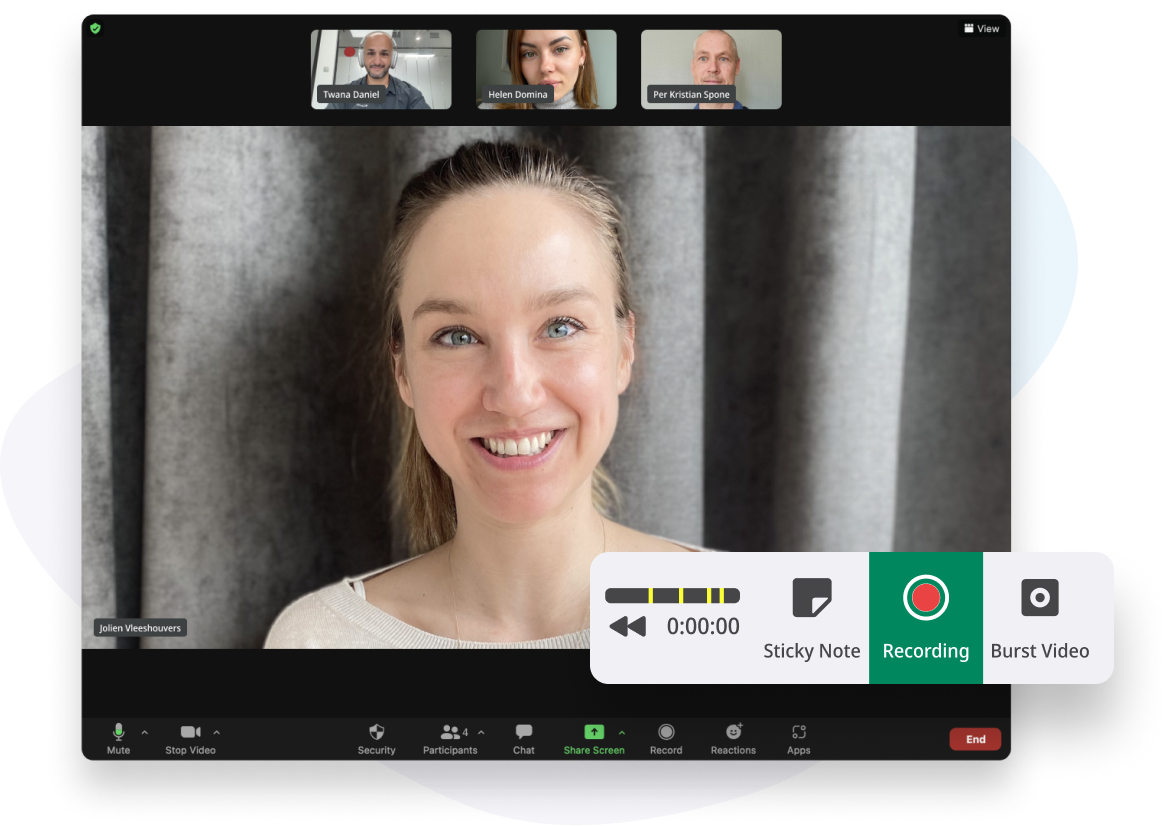 View
Twana Daniel
Helen Domina
Per Kristian Spone
Jolien Vleeshouvers
0:00:00
Sticky Note
Recording
Burst Video
4
Mute
Stop Video
Security
Participants
Chat
Share Screen
Record
Reactions
Apps
End